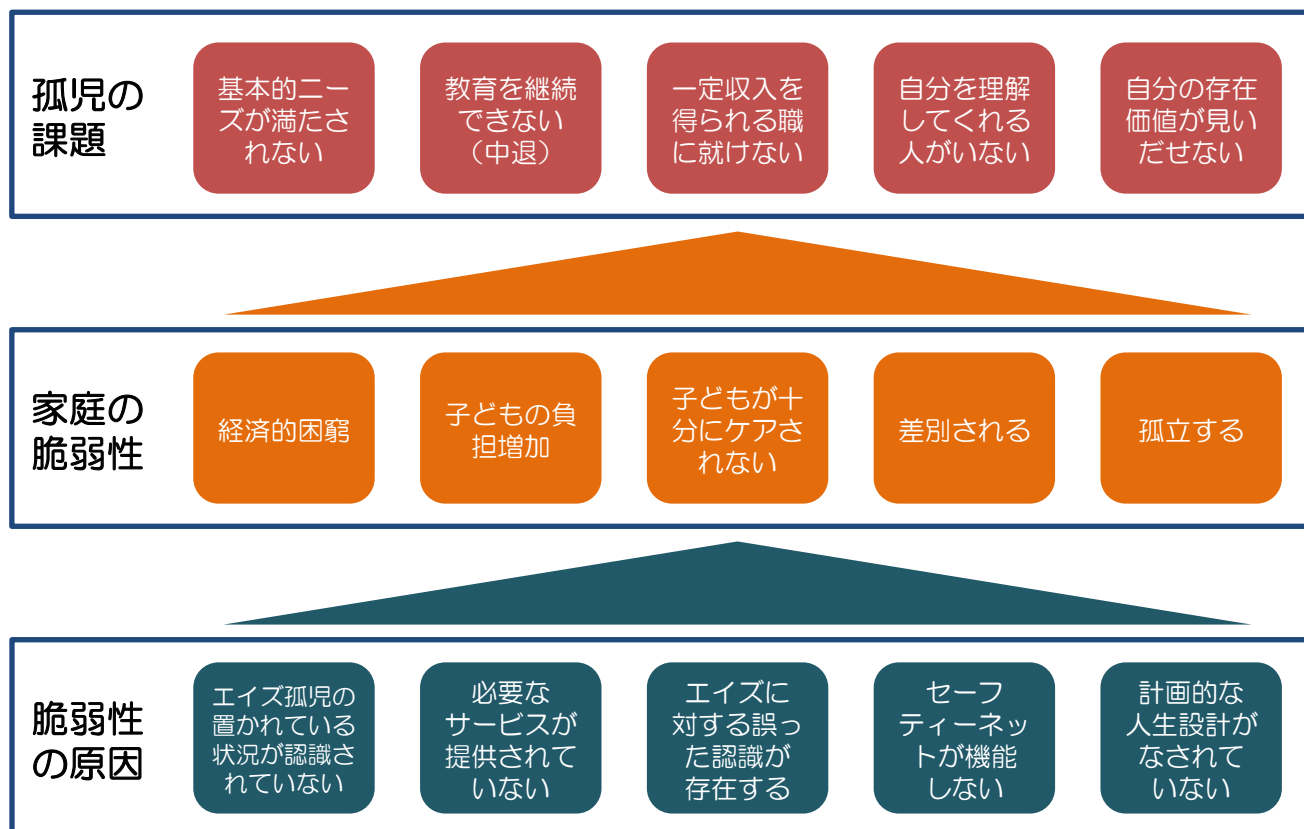 孤児の
課題
基本的ニー
ズが満たさ
れない
教育を継続
できない
（中退）
一定収入を
得られる職
に就けない
自分を理解
してくれる
人がいない
自分の存在
価値が見い
だせない
家庭の
脆弱性
経済的困窮
子どもの負
担増加
子どもが十
分にケアさ
れない
差別される
孤立する
脆弱性
の原因
エイズ孤児の
置かれている
状況が認識さ
れていない
必要な
サービスが
提供されて
いない
エイズに
対する誤っ
た認識が
存在する
セーフ
ティーネッ
トが機能
しない
計画的な
人生設計が
なされて
いない